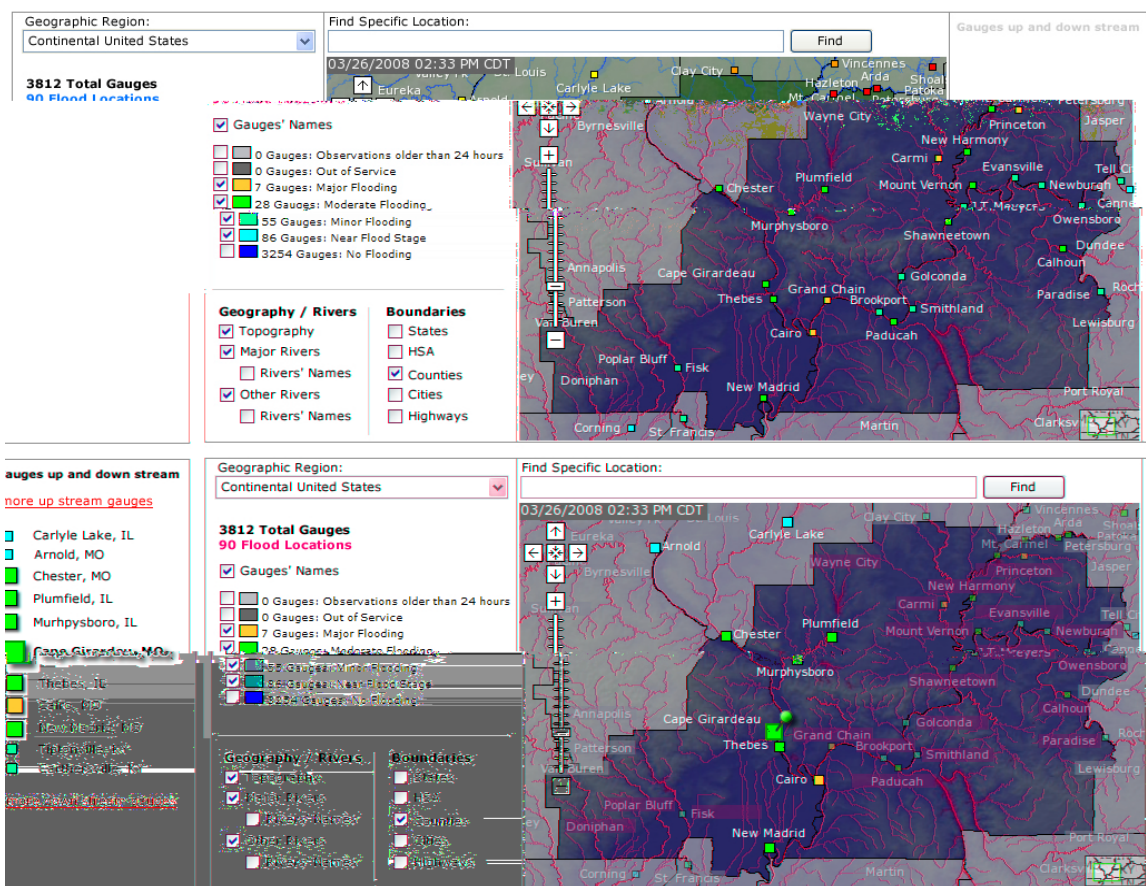 Geographic Region:
Continental United States
Find Specific Location:
Find
Gauges up and down stream
3812 Total Gauges
90 Flood Locations
03/26/2008 02:33 PM CDT
St. Louis
Eureka
Carlyle Lake
Clay City
Vincennes
Arda
Hazleton
Gauges' Names
0 Gauges: Observations older than 24 hours
0 Gauges: Out of Service
7 Gauges: Major Flooding
28 Gauges: Moderate Flooding
55 Gauges: Minor Flooding
86 Gauges: Near Flood Stage
3254 Gauges: No Flooding
Geography / Rivers
Boundaries
Topography
States
Major Rivers
HSA
Rivers' Names
Counties
Other Rivers
Cities
Rivers' Names
Highways
Byrnesville
Wayne City
Petersburg
Princeton
Jasper
New Harmony
Carmi
Evansville
Chester
Plumfield
Mount Vernon
Newburgh
Owensboro
Murphysboro
Shawneetown
Dundee
Calhoun
Annapolis
Cape Girardeau
Golconda
Patterson
Thebes
Grand Chain
Brookport
Smithland
Paradise
Van Buren
Cairo
Paducah
Lewisburg
Poplar Bluff
Fisk
Doniphan
New Madrid
Port Royal
Corning
St. Francis
Martin
auges up and down stream
more up stream gauges
Carlyle Lake, IL
Arnold, MO
Chester, MO
Plumfield, IL
Murhpysboro, IL
Geographic Region:
Continental United States
Find Specific Location:
Find
3812 Total Gauges
90 Flood Locations
Gauges' Names
0 Gauges: Observations older than 24 hours
0 Gauges: Out of Service
7 Gauges: Major Flooding
Geography / Rivers
Boundaries
03/26/2008 02:33 PM CDT
St. Louis
Carlyle Lake
Clay City
Vincennes
Eureka
Arnold
Hazleton
Arda
Mt. Carmel
Petersburg
Byrnesville
Wayne City
Princeton
Jasper
New Harmony
Carmi
Evansville
Chester
Plumfield
Mount Vernon
Newburgh
Murphysboro
J.T. Meyers
Owensboro
Shawneetown
Dundee
Calhoun
Annapolis
Cape Girardeau
Golconda
Patterson
Thebes
Grand Chain
Brookport
Smithland
Paradise
Van Buren
Cairo
Paducah
Lewisburg
Poplar Bluff
Fisk
Doniphan
New Madrid
Port Royal
Corning
St. Francis
Martin